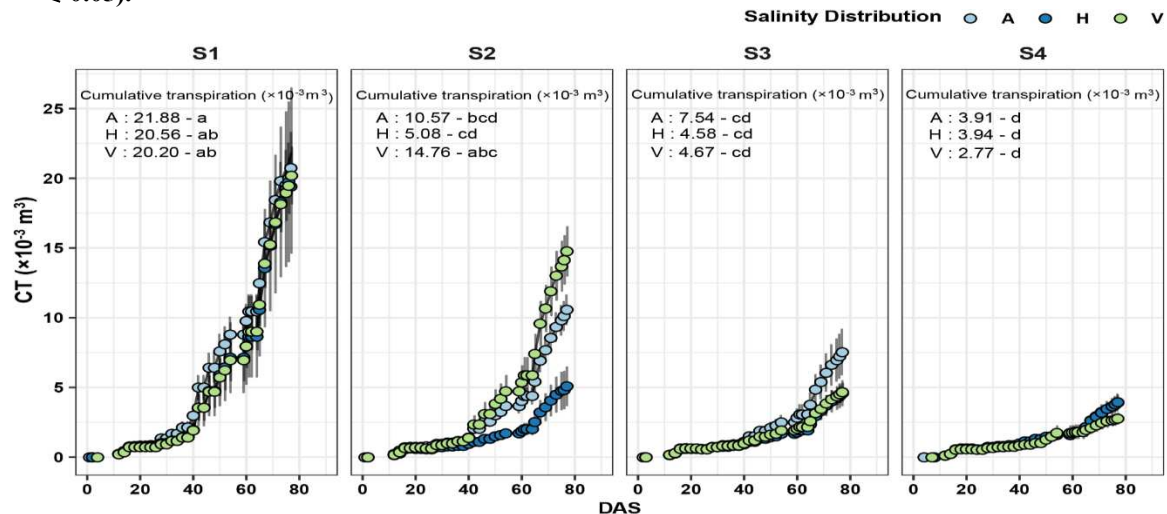 < 0.05).
Salinity Distribution A H V
S1 S2 S3 S4
Cumulative transpiration (×10⁻³ m³)
A : 21.88 - a
H : 20.56 - ab
V : 20.20 - ab
Cumulative transpiration (×10⁻³ m³)
A : 10.57 - bcd
H : 5.08 - cd
V : 14.76 - abc
Cumulative transpiration (×10⁻³ m³)
A : 7.54 - cd
H : 4.58 - cd
V : 4.67 - cd
Cumulative transpiration (×10⁻³ m³)
A : 3.91 - d
H : 3.94 - d
V : 2.77 - d
CT (×10⁻³ m³)
25
20
15
10
5
0
0 20 40 60 80 0 20 40 60 80 0 20 40 60 80 0 20 40 60 80
DAS